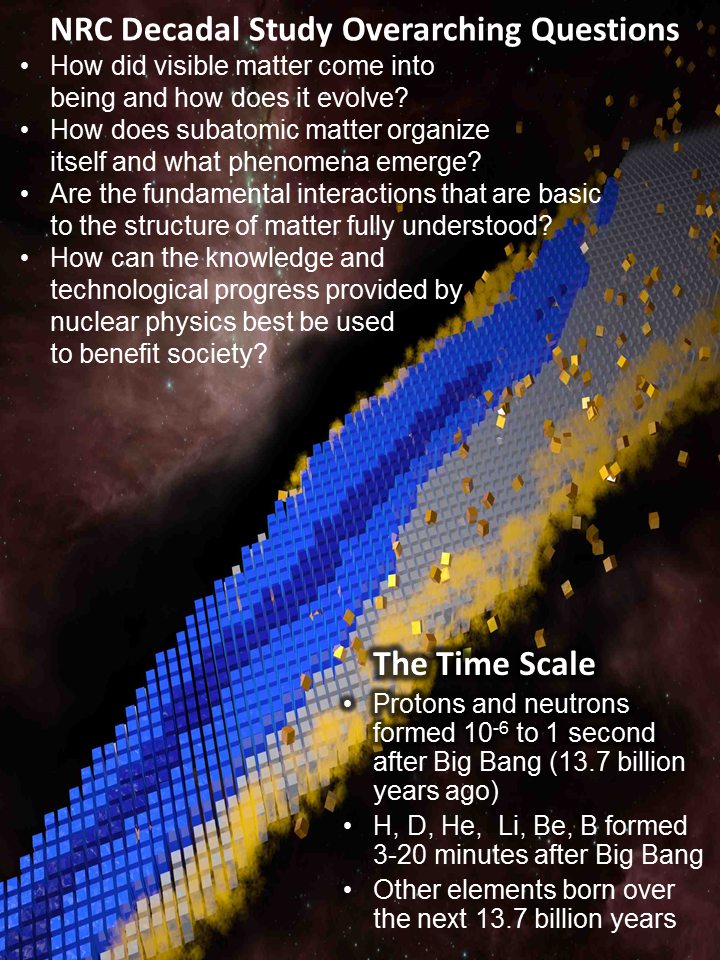 NRC Decadal Study Overarching Questions
• How did visible matter come into
being and how does it evolve?
• How does subatomic matter organize
itself and what phenomena emerge?
• Are the fundamental interactions that are basic
to the structure of matter fully understood?
• How can the knowledge and
technological progress provided by
nuclear physics best be used
to benefit society?
The Time Scale
• Protons and neutrons
formed 10⁻⁶ to 1 second
after Big Bang (13.7 billion
years ago)
• H, D, He, Li, Be, B formed
3-20 minutes after Big Bang
• Other elements born over
the next 13.7 billion years